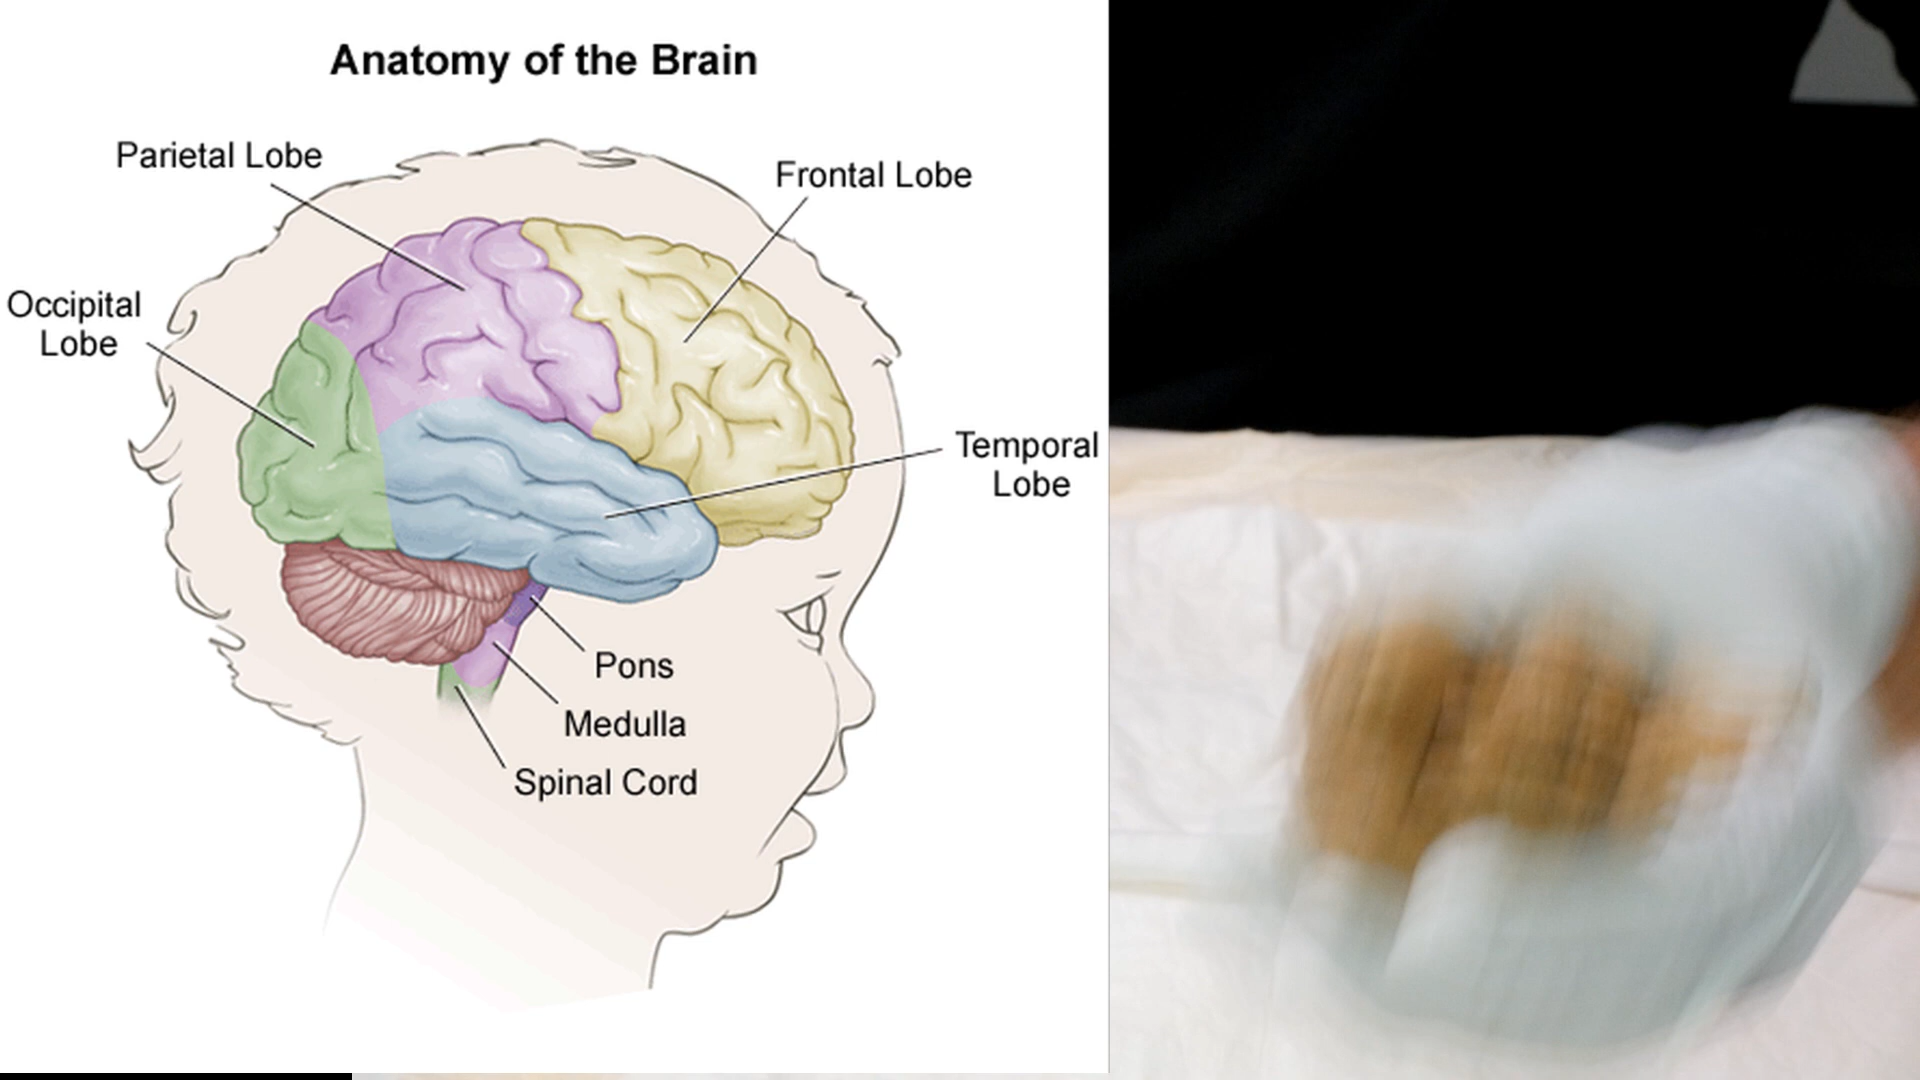 Anatomy of the Brain
Parietal Lobe
Frontal Lobe
Occipital
Lobe
Temporal
Lobe
Pons
Medulla
Spinal Cord